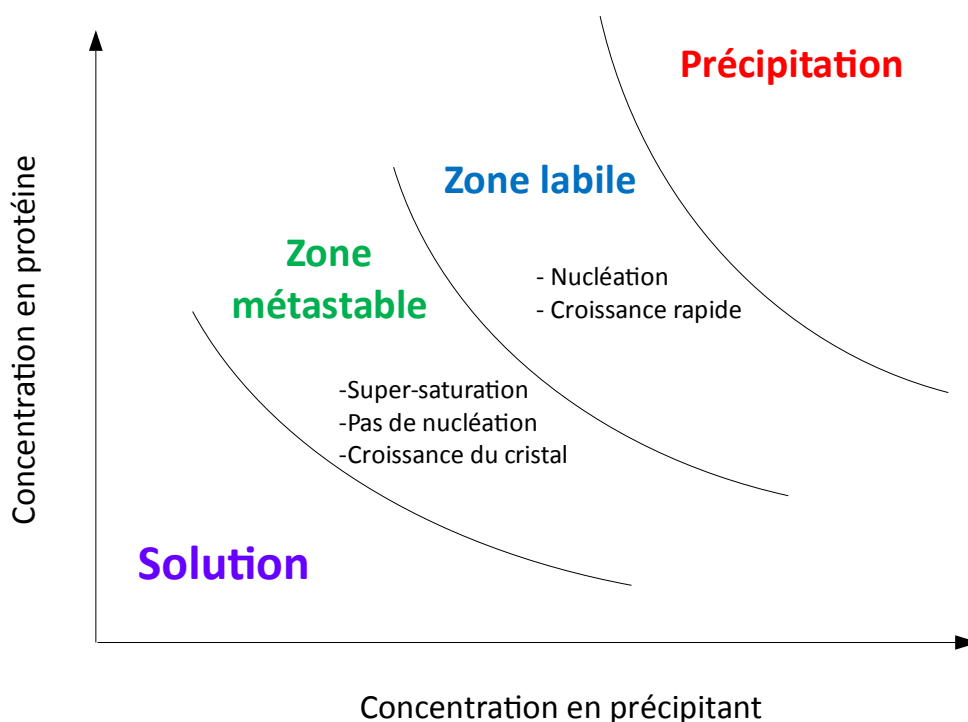 Précipitation
Concentration en protéine
Zone labile
Zone
métastable
- Nucléation
- Croissance rapide
-Super-saturation
-Pas de nucléation
-Croissance du cristal
Solution
Concentration en précipitant